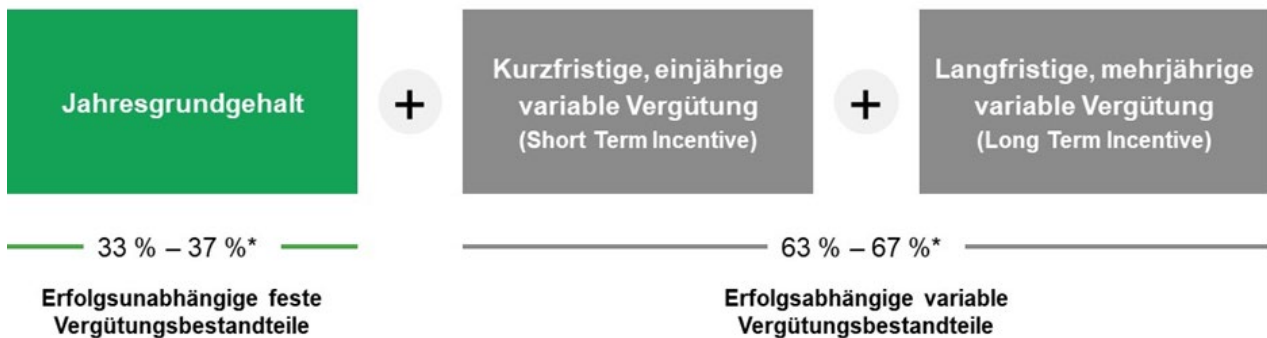 Jahresgrundgehalt
+
Kurzfristige, einjährige
variable Vergütung
(Short Term Incentive)
+
Langfristige, mehrjährige
variable Vergütung
(Long Term Incentive)
33 % – 37 %*
63 % – 67 %*
Erfolgsunabhängige feste
Vergütungsbestandteile
Erfolgsabhängige variable
Vergütungsbestandteile